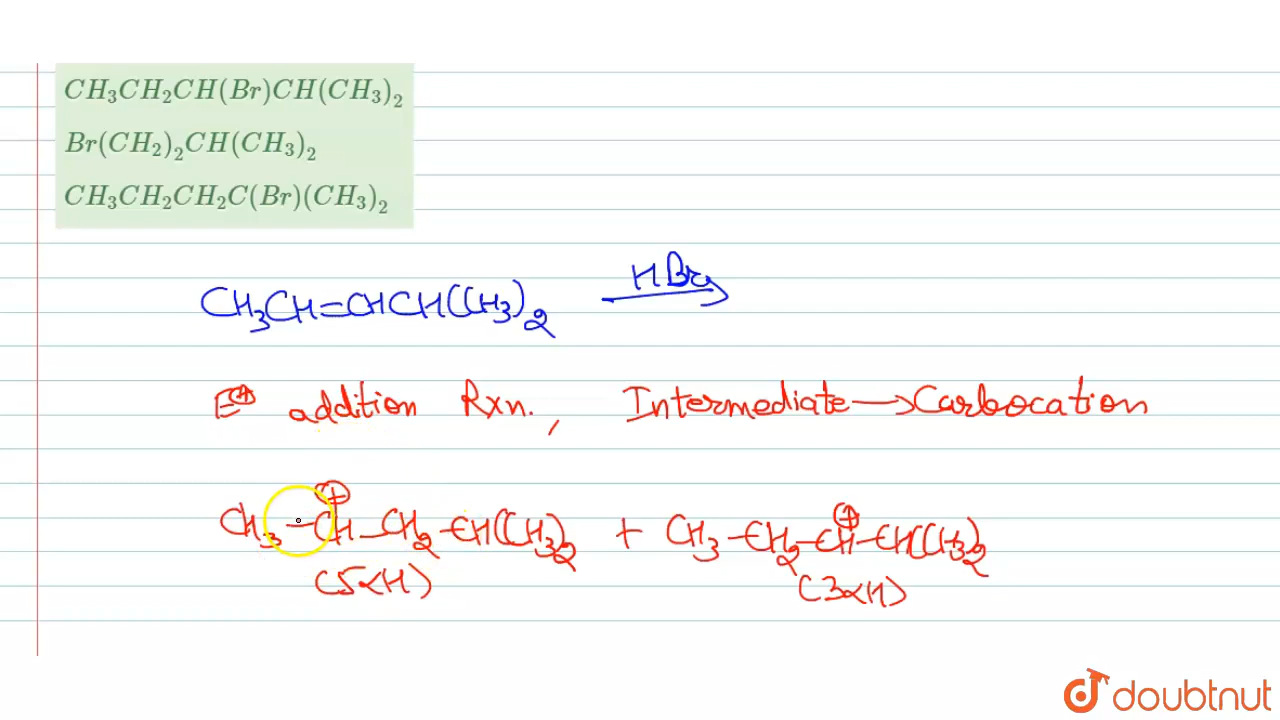 CH₃CH₂CH(Br)CH(CH₃)₂
Br(CH₂)₂CH(CH₃)₂
CH₃CH₂CH₂C(Br)(CH₃)₂
HBr
CH₃CH=CHCH(CH₃)₂ ⟶
E⊕ addition Rxn., Intermediate → Carbocation
⊕ ⊕
CH₃-CH-CH₂-CH(CH₃)₂ + CH₃-CH₂-CH-CH(CH₃)₂
(5αH) (3αH)
doubtnut